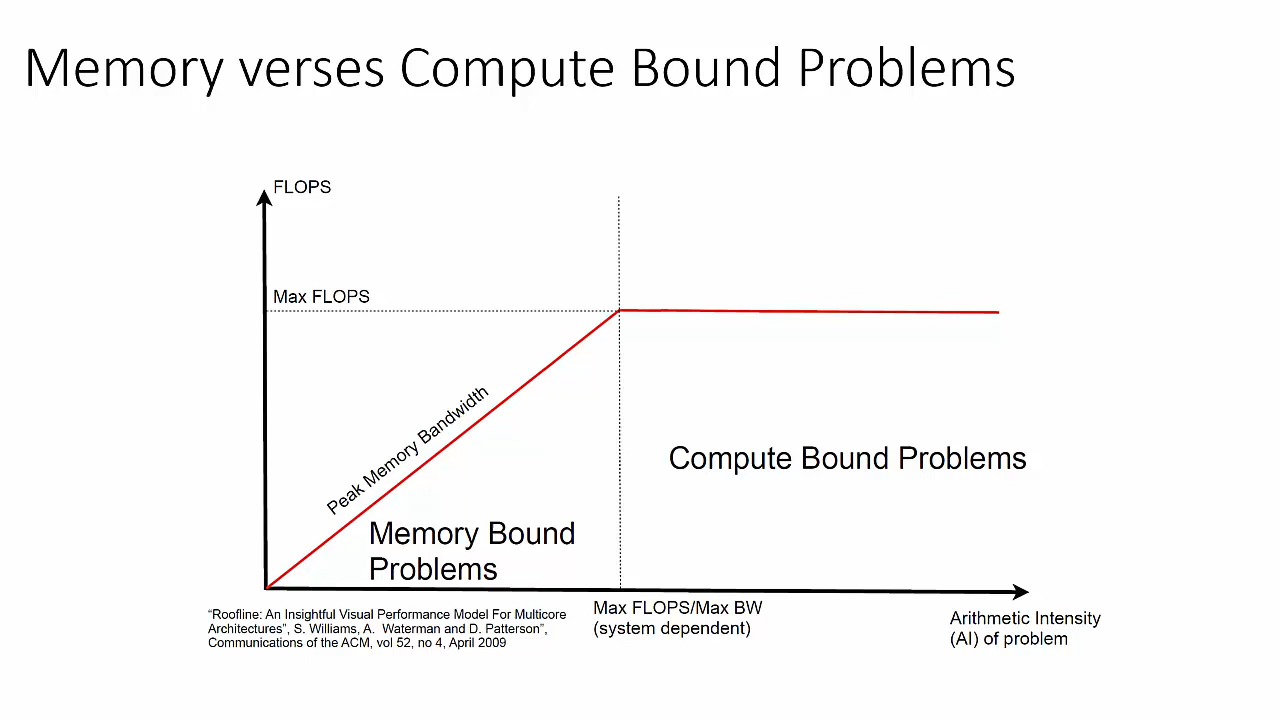 Memory verses Compute Bound Problems
FLOPS
Max FLOPS
Peak Memory Bandwidth
Compute Bound Problems
Memory Bound
Problems
Max FLOPS/Max BW
(system dependent)
Arithmetic Intensity
(AI) of problem
"Roofline: An Insightful Visual Performance Model For Multicore
Architectures", S. Williams, A. Waterman and D. Patterson",
Communications of the ACM, vol 52, no 4, April 2009